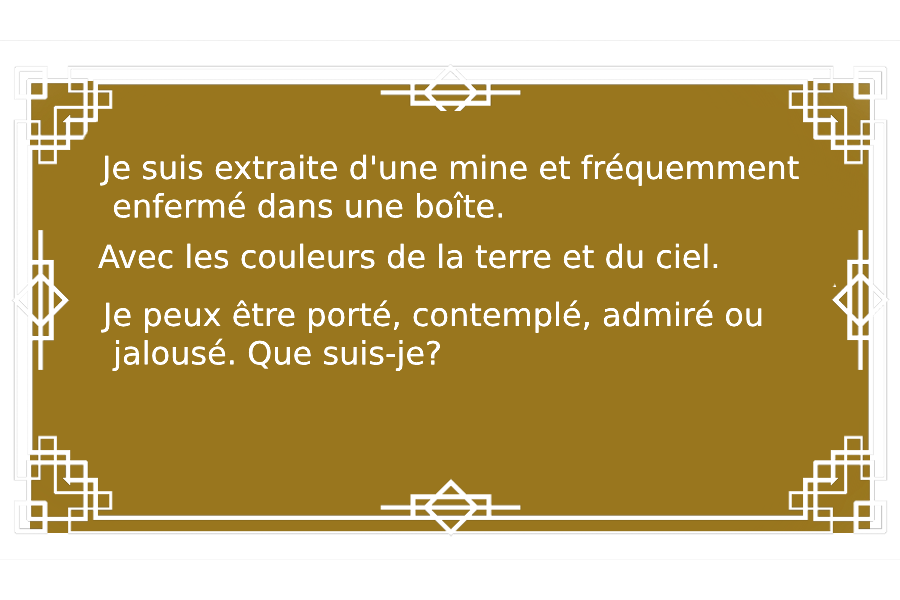 Je suis extraite d'une mine et fréquemment
enfermé dans une boîte.
Avec les couleurs de la terre et du ciel.
Je peux être porté, contemplé, admiré ou
jalousé. Que suis-je?